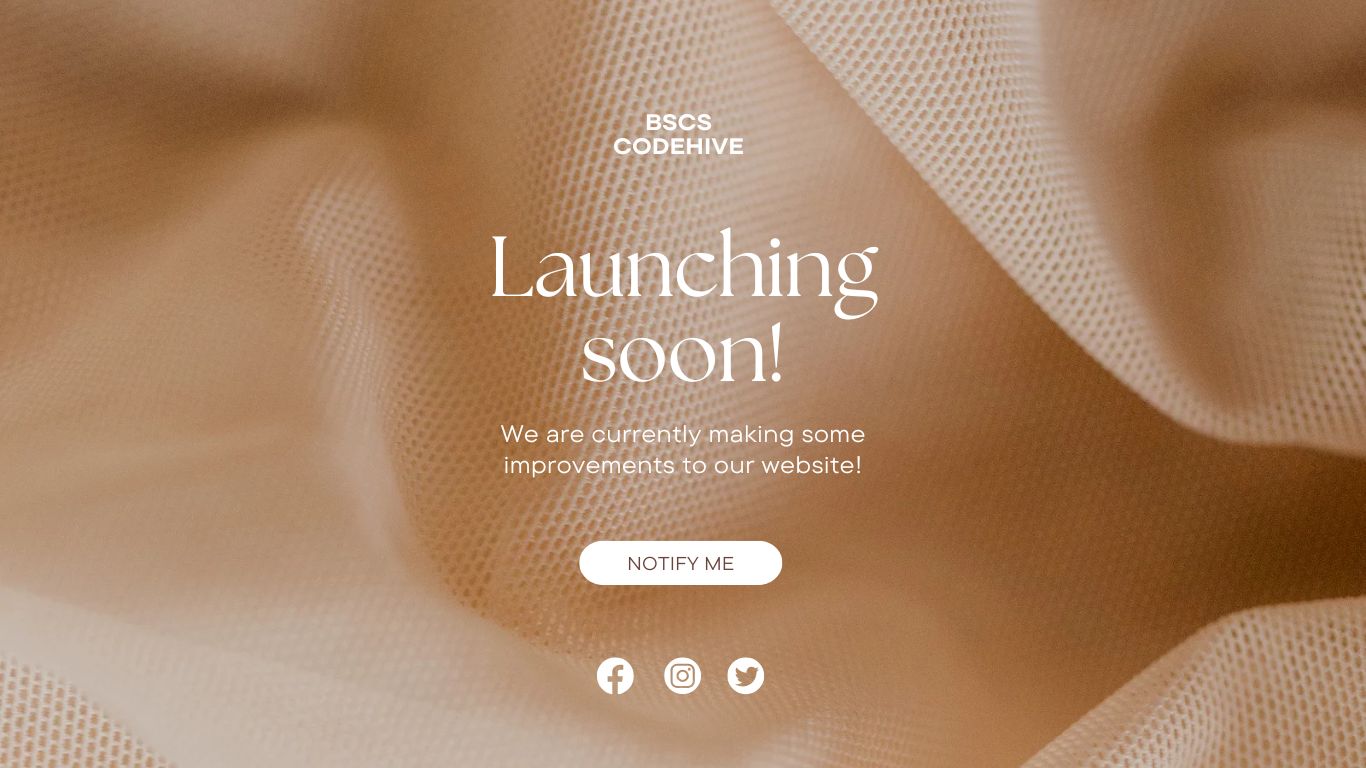 BSCS
CODEHIVE
Launching
soon!
We are currently making some
improvements to our website!
NOTIFY ME